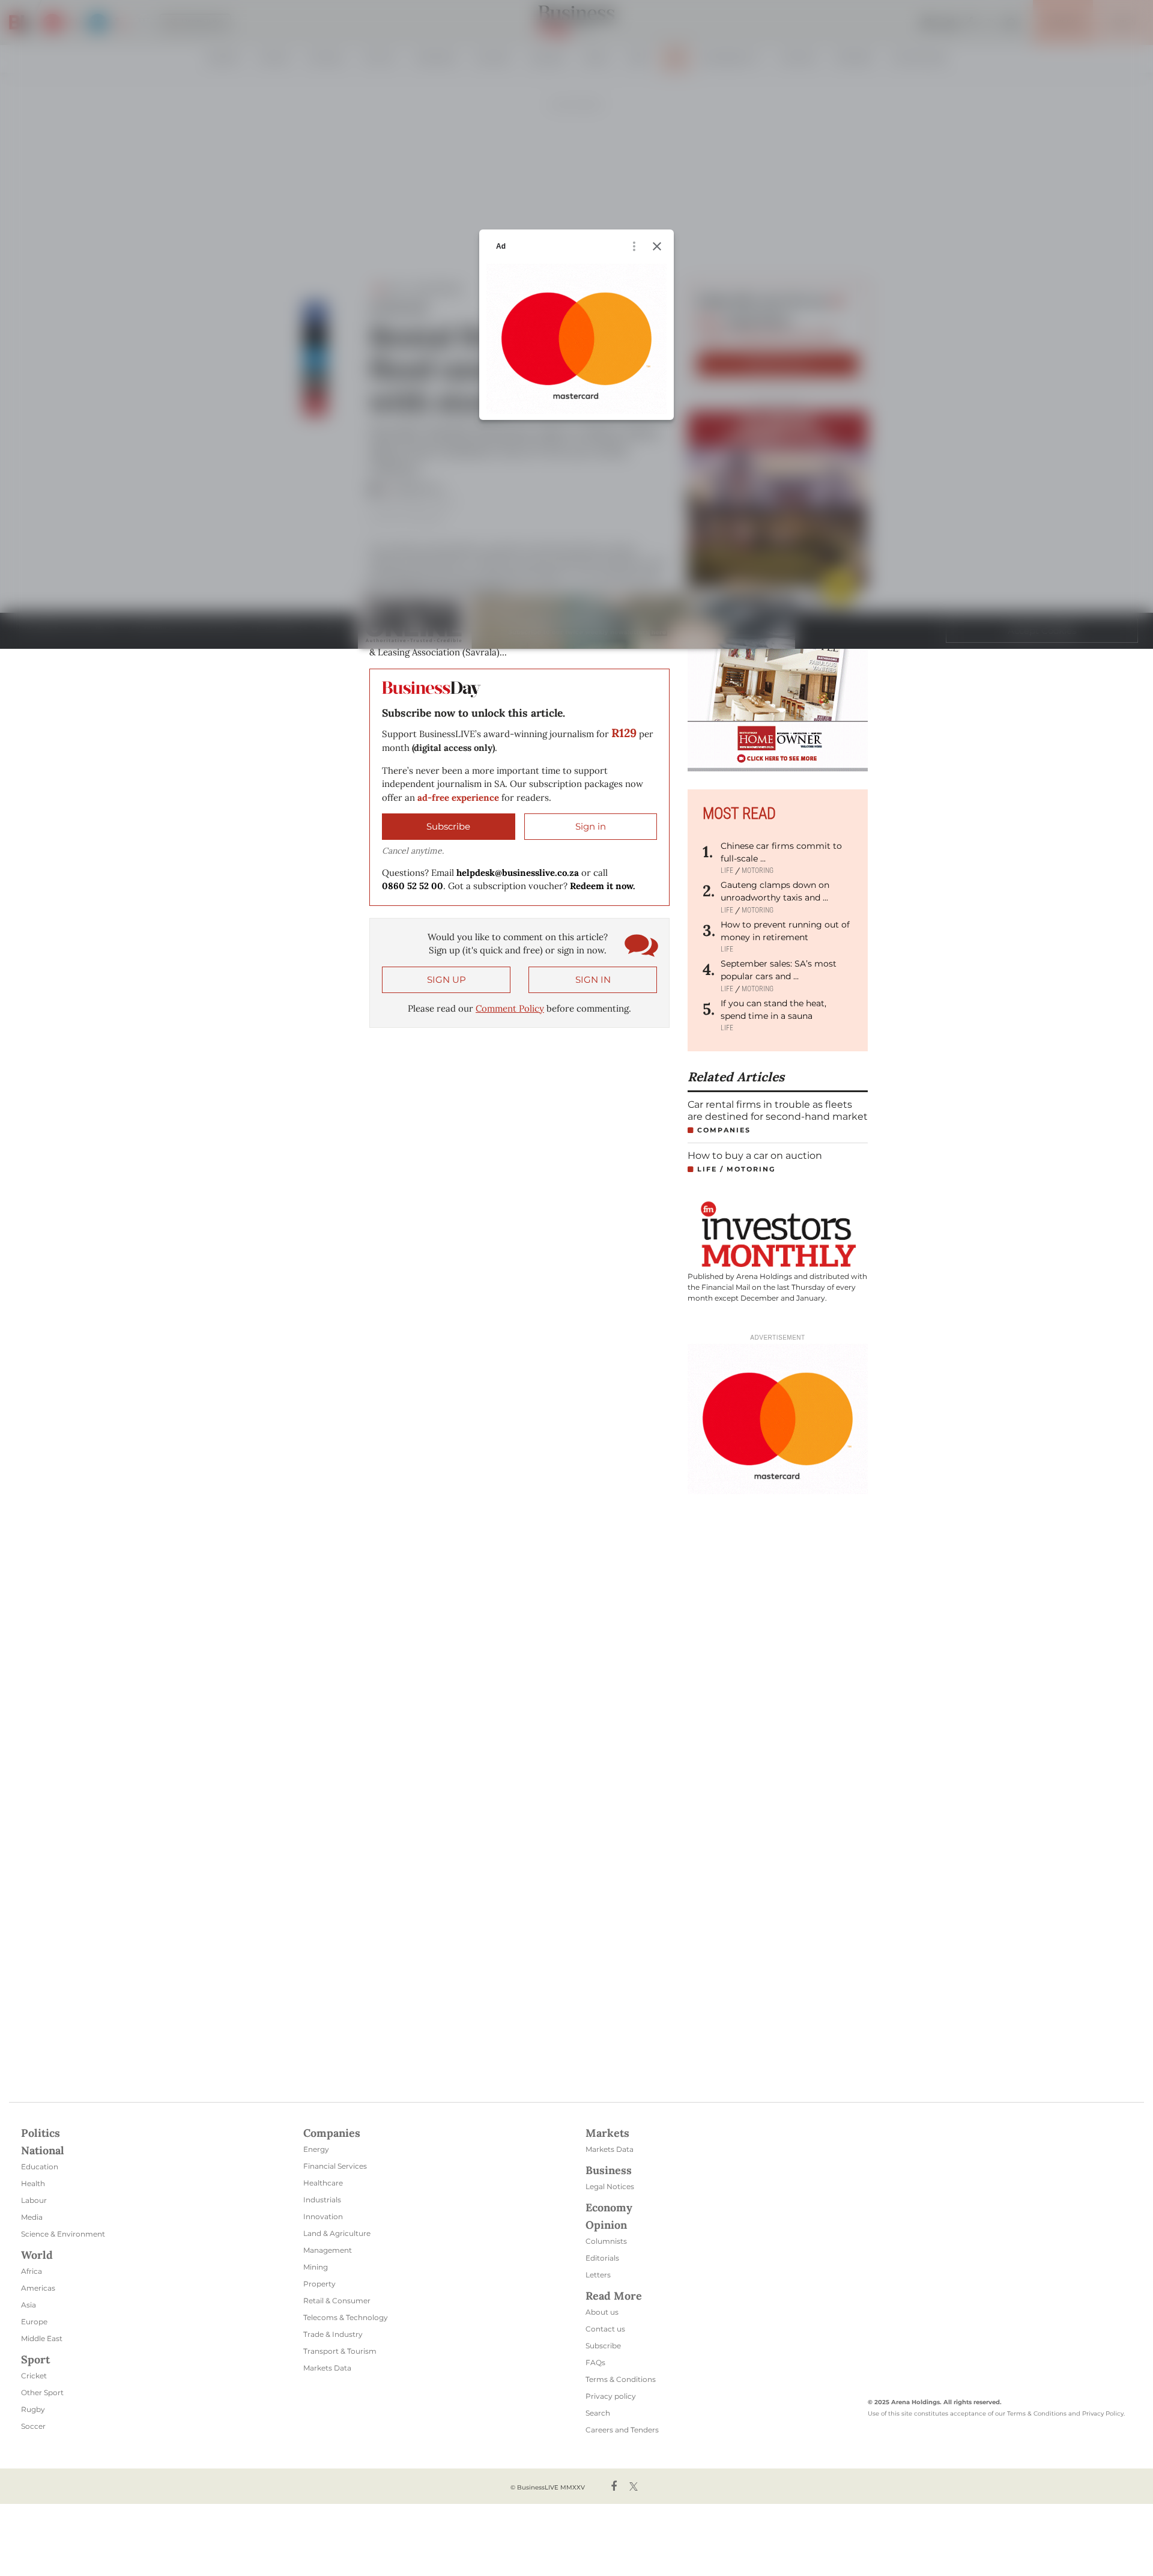 Business
Ad
mastercard
& Leasing Association (Savrala)...
BusinessDay
Subscribe now to unlock this article.
Support BusinessLIVE's award-winning journalism for R129 per
month (digital access only).
There's never been a more important time to support
independent journalism in SA. Our subscription packages now
offer an ad-free experience for readers.
Subscribe
Sign in
Cancel anytime.
Questions? Email helpdesk@businesslive.co.za or call
0860 52 52 00. Got a subscription voucher? Redeem it now.
Would you like to comment on this article?
Sign up (it's quick and free) or sign in now.
SIGN UP
SIGN IN
Please read our Comment Policy before commenting.
HOME OWNER
CLICK HERE TO SEE MORE
MOST READ
1. Chinese car firms commit to
full-scale ...
LIFE / MOTORING
2. Gauteng clamps down on
unroadworthy taxis and ...
LIFE / MOTORING
3. How to prevent running out of
money in retirement
LIFE
4. September sales: SA's most
popular cars and ...
LIFE / MOTORING
5. If you can stand the heat,
spend time in a sauna
LIFE
Related Articles
Car rental firms in trouble as fleets
are destined for second-hand market
COMPANIES
How to buy a car on auction
LIFE / MOTORING
fm
investors
MONTHLY
Published by Arena Holdings and distributed with
the Financial Mail on the last Thursday of every
month except December and January.
ADVERTISEMENT
mastercard
Politics
National
Education
Health
Labour
Media
Science & Environment
World
Africa
Americas
Asia
Europe
Middle East
Sport
Cricket
Other Sport
Rugby
Soccer
Companies
Energy
Financial Services
Healthcare
Industrials
Innovation
Land & Agriculture
Management
Mining
Property
Retail & Consumer
Telecoms & Technology
Trade & Industry
Transport & Tourism
Markets Data
Markets
Markets Data
Business
Legal Notices
Economy
Opinion
Columnists
Editorials
Letters
Read More
About us
Contact us
Subscribe
FAQs
Terms & Conditions
Privacy policy
Search
Careers and Tenders
© 2025 Arena Holdings. All rights reserved.
Use of this site constitutes acceptance of our Terms & Conditions and Privacy Policy.
© BusinessLIVE MMXXV